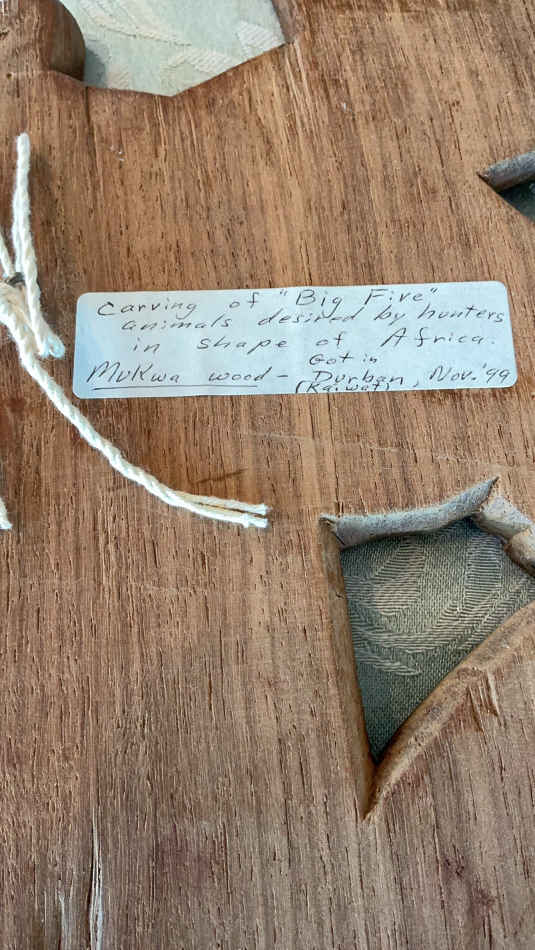 Carving of "Big Five"
animals desired by hunters
in shape of Africa.
Got in
MuKwa wood - Durban, Nov. '99